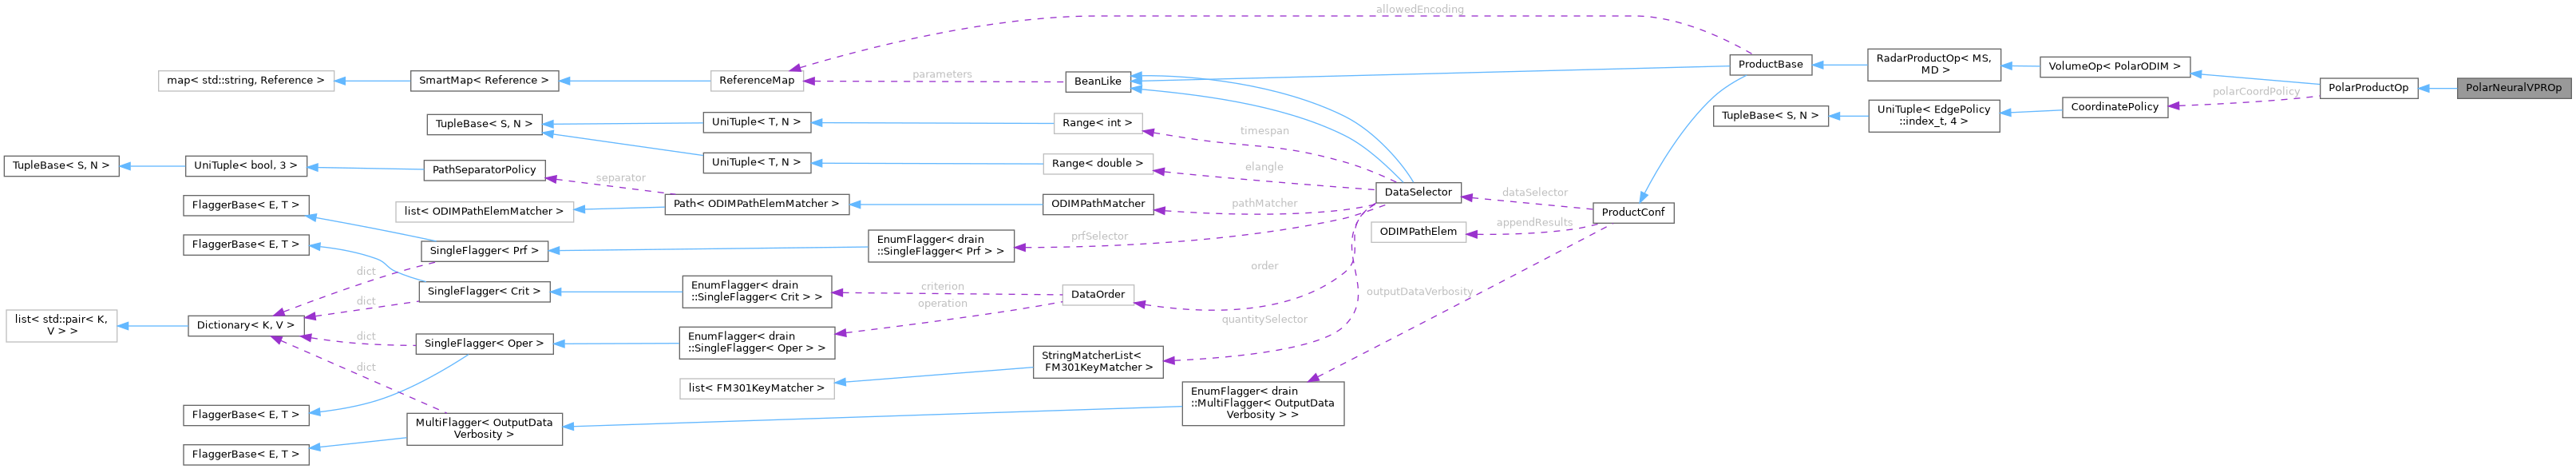 allowedEncoding
RadarProductOp< MS,
MD >
ProductBase
VolumeOp< PolarODIM >
map< std::string, Reference >
SmartMap< Reference >
ReferenceMap
parameters
BeanLike
PolarProductOp
PolarNeuralVPROp
polarCoordPolicy
CoordinatePolicy
UniTuple< EdgePolicy
::index_t, 4 >
TupleBase< S, N >
TupleBase< S, N >
UniTuple< T, N >
Range< int >
timespan
UniTuple< T, N >
Range< double >
elangle
TupleBase< S, N >
UniTuple< bool, 3 >
PathSeparatorPolicy
separator
DataSelector
dataSelector
FlaggerBase< E, T >
list< ODIMPathElemMatcher >
Path< ODIMPathElemMatcher >
ODIMPathMatcher
pathMatcher
ProductConf
appendResults
ODIMPathElem
prfSelector
EnumFlagger< drain
::SingleFlagger< Prf > >
FlaggerBase< E, T >
SingleFlagger< Prf >
order
dict
SingleFlagger< Crit >
EnumFlagger< drain
::SingleFlagger< Crit > >
criterion
operation
DataOrder
outputDataVerbosity
dict
list< std::pair< K,
V > >
Dictionary< K, V >
quantitySelector
dict
SingleFlagger< Oper >
EnumFlagger< drain
::SingleFlagger< Oper > >
StringMatcherList<
FM301KeyMatcher >
dict
list< FM301KeyMatcher >
EnumFlagger< drain
::MultiFlagger< OutputData
Verbosity > >
FlaggerBase< E, T >
MultiFlagger< OutputData
Verbosity >
FlaggerBase< E, T >